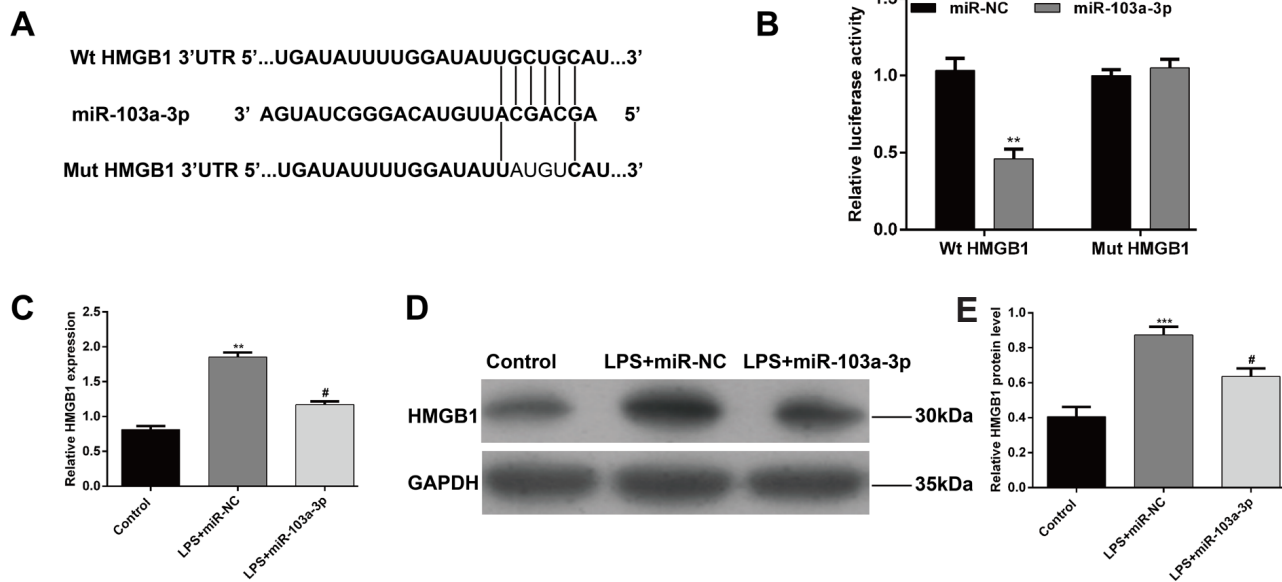 A
Wt HMGB1 3’UTR 5’...UGAUAUUUUGGAUAUUUGCUGCAU...3’
miR-103a-3p 3’ AGUAUCGGGACAUGUUACGACGA 5’
Mut HMGB1 3’UTR 5’...UGAUAUUUUGGAUAUUAUGUCAU...3’
B
miR-NC miR-103a-3p
Relative luciferase activity
1.5
1.0
0.5
0.0
**
Wt HMGB1 Mut HMGB1
C
Relative HMGB1 expression
2.5
2.0
1.5
1.0
0.5
0.0
**
#
Control
LPS+miR-NC
LPS+miR-103a-3p
D
Control LPS+miR-NC LPS+miR-103a-3p
HMGB1 30kDa
GAPDH 35kDa
E
Relative HMGB1 protein level
1.0
0.8
0.6
0.4
0.2
0.0
***
#
Control
LPS+miR-NC
LPS+miR-103a-3p